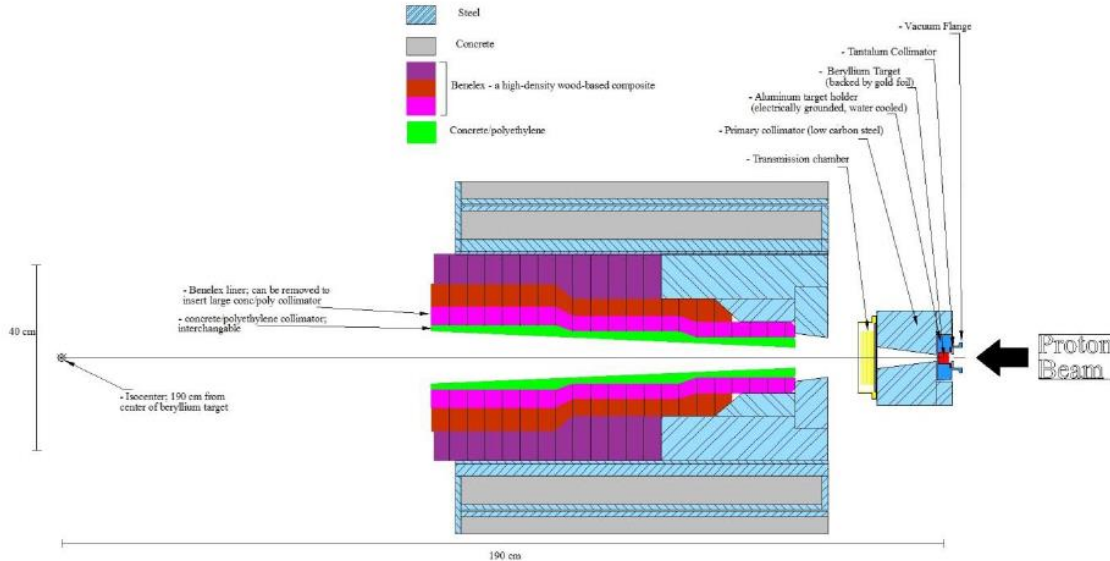 Steel
Concrete
Benelex - a high-density wood-based composite
Concrete/polyethylene
- Vacuum Flange
- Tantalum Collimator
- Beryllium Target
(backed by gold foil)
- Aluminum target holder
(electrically grounded, water cooled)
- Primary collimator (low carbon steel)
- Transmission chamber
- Benelex liner; can be removed to
insert large conc/poly collimator
- concrete/polyethylene collimator;
interchangable
40 cm
- Isocenter; 190 cm from
center of beryllium target
Proton
Beam
190 cm